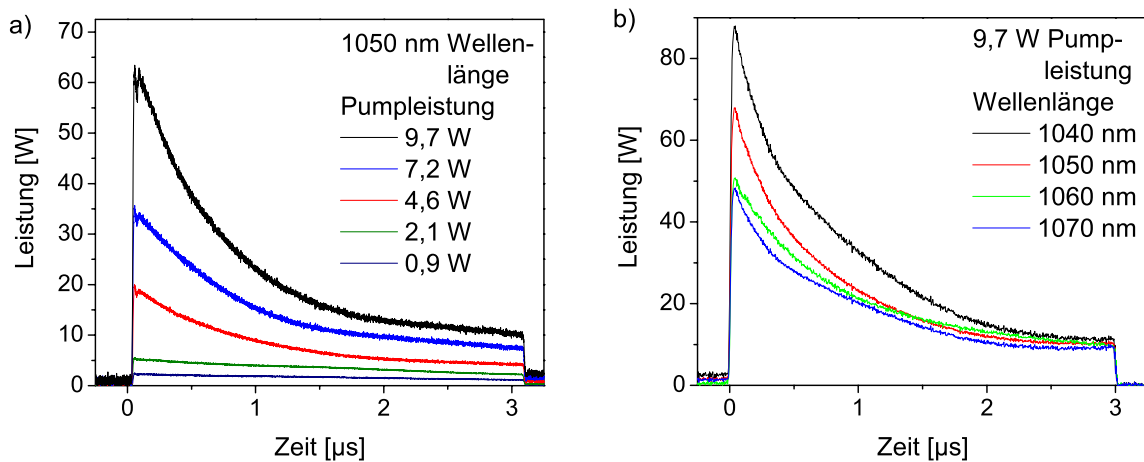 a)
1050 nm Wellen-
länge
Pumpleistung
9,7 W
7,2 W
4,6 W
2,1 W
0,9 W
Leistung [W]
70
60
50
40
30
20
10
0
0 1 2 3
Zeit [µs]
b)
9,7 W Pump-
leistung
Wellenlänge
1040 nm
1050 nm
1060 nm
1070 nm
Leistung [W]
80
60
40
20
0
0 1 2 3
Zeit [µs]